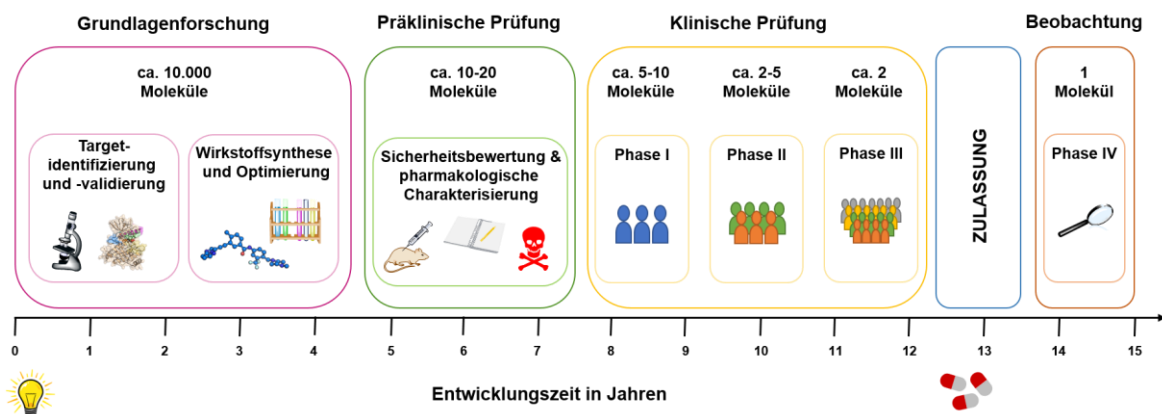 Grundlagenforschung
Präklinische Prüfung
Klinische Prüfung
Beobachtung
ca. 10.000
Moleküle
Target-
identifizierung
und -validierung
Wirkstoffsynthese
und Optimierung
ca. 10-20
Moleküle
Sicherheitsbewertung &
pharmakologische
Charakterisierung
ca. 5-10
Moleküle
Phase I
ca. 2-5
Moleküle
Phase II
ca. 2
Moleküle
Phase III
ZULASSUNG
1
Molekül
Phase IV
0 1 2 3 4 5 6 7 8 9 10 11 12 13 14 15
Entwicklungszeit in Jahren